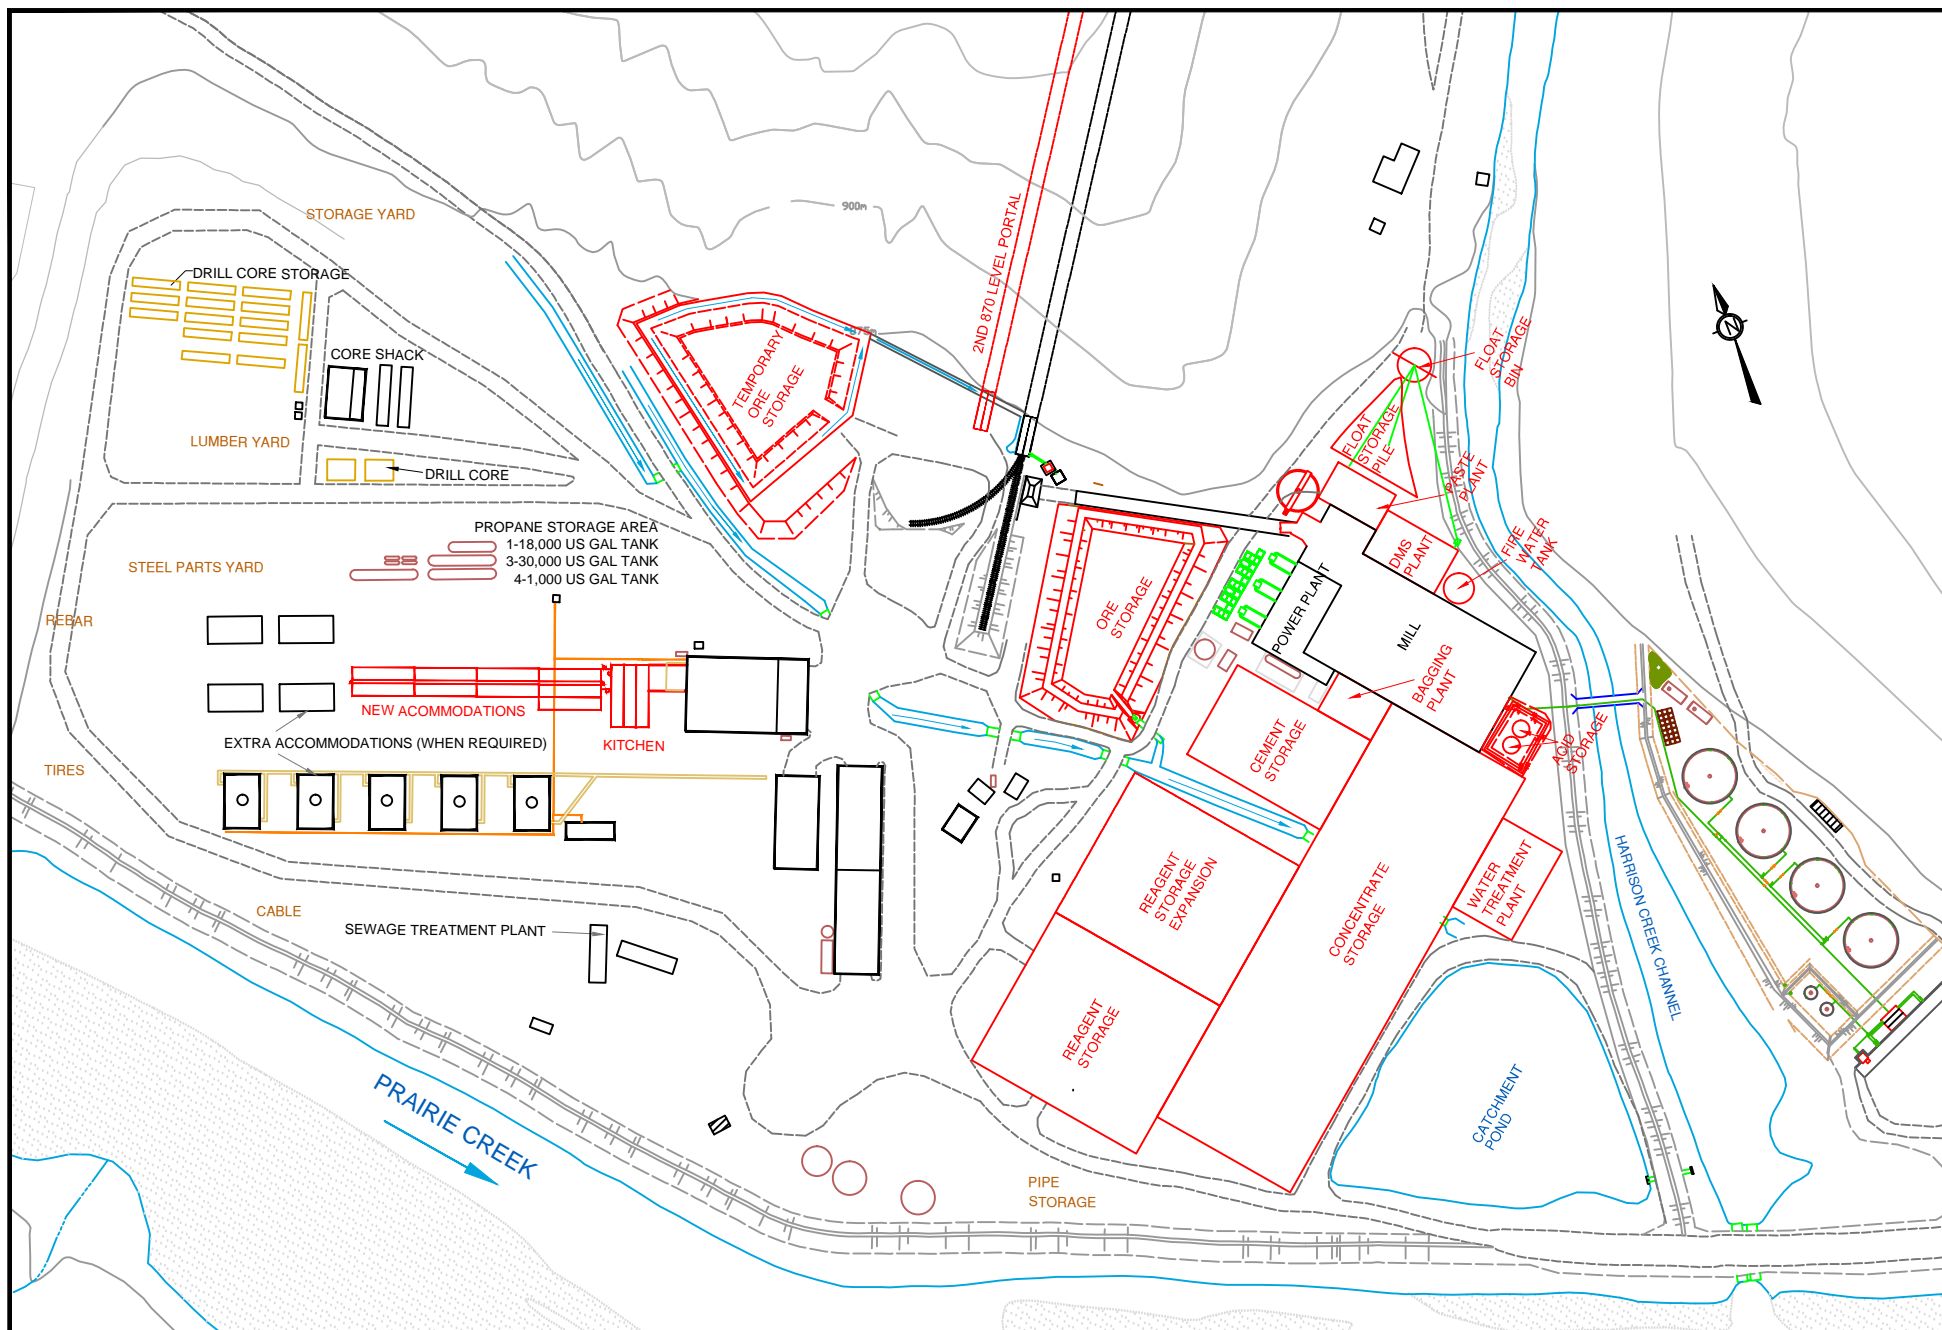 STORAGE YARD
900m
2ND 870 LEVEL PORTAL
DRILL CORE STORAGE
875m
TEMPORARY
ORE
STORAGE
N
FLOAT
STORAGE
BIN
CORE SHACK
LUMBER YARD
DRILL CORE
FLOAT
STORAGE
PILE
PASTE
PLANT
PROPANE STORAGE AREA
1-18,000 US GAL TANK
3-30,000 US GAL TANK
4-1,000 US GAL TANK
STEEL PARTS YARD
REBAR
FIRE
WATER
TANK
DMS
PLANT
ORE
STORAGE
POWER PLANT
MILL
BAGGING
PLANT
NEW ACOMMODATIONS
KITCHEN
EXTRA ACCOMMODATIONS (WHEN REQUIRED)
TIRES
CEMENT
STORAGE
ACID
STORAGE
CABLE
SEWAGE TREATMENT PLANT
REAGENT
STORAGE
EXPANSION
CONCENTRATE
STORAGE
WATER
TREATMENT
PLANT
HARRISON CREEK CHANNEL
REAGENT
STORAGE
CATCHMENT
POND
PRAIRIE CREEK
PIPE
STORAGE